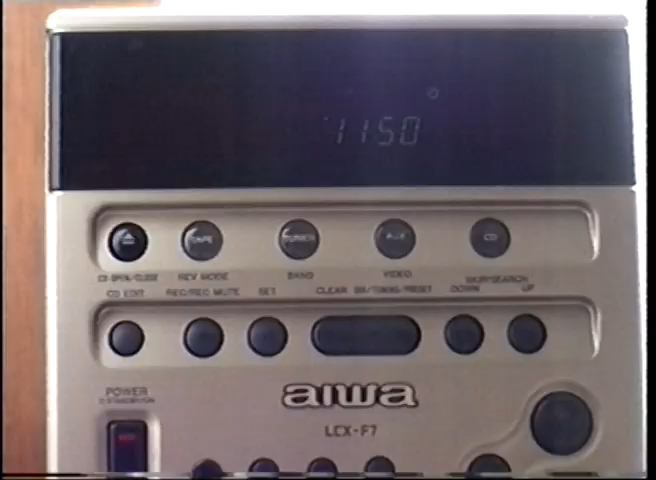 1150
TAPE TUNER AUX CD
CD OPEN/CLOSE REV MODE BAND VIDEO SKIP/SEARCH
CD EDIT REC/REC MUTE SET CLEAR DOWN UP
POWER
aiwa
LCX-F7